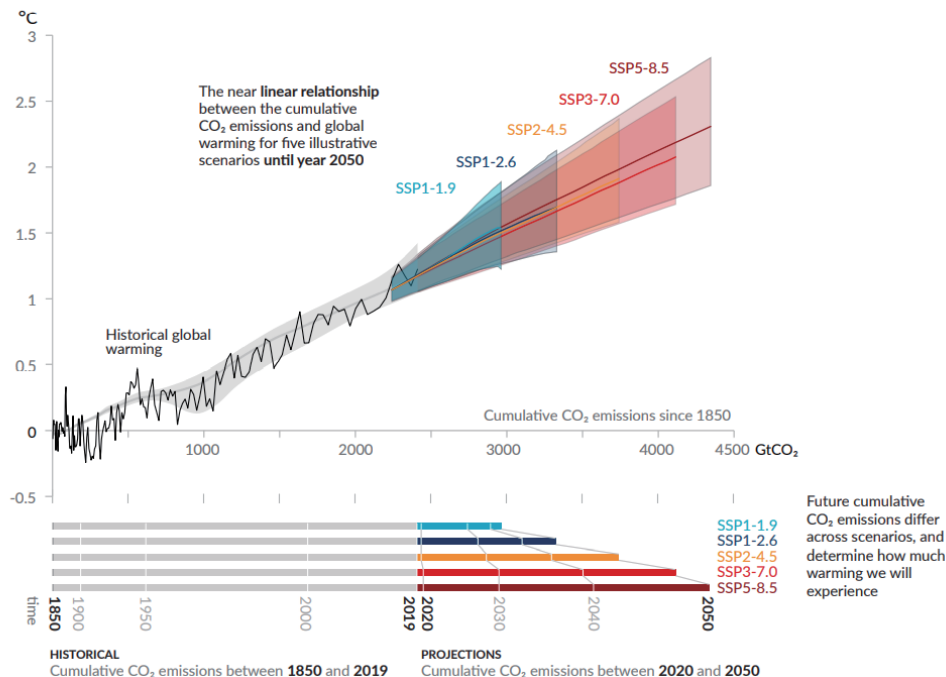 °C
3
2.5
2
1.5
1
0.5
0
-0.5
The near linear relationship
between the cumulative
CO₂ emissions and global
warming for five illustrative
scenarios until year 2050
SSP5-8.5
SSP3-7.0
SSP2-4.5
SSP1-2.6
SSP1-1.9
Historical global
warming
Cumulative CO₂ emissions since 1850
1000
2000
3000
4000
4500 GtCO₂
SSP1-1.9
SSP1-2.6
SSP2-4.5
SSP3-7.0
SSP5-8.5
Future cumulative
CO₂ emissions differ
across scenarios, and
determine how much
warming we will
experience
time
1850
1900
1950
2000
2019
2020
2030
2040
2050
HISTORICAL
Cumulative CO₂ emissions between 1850 and 2019
PROJECTIONS
Cumulative CO₂ emissions between 2020 and 2050